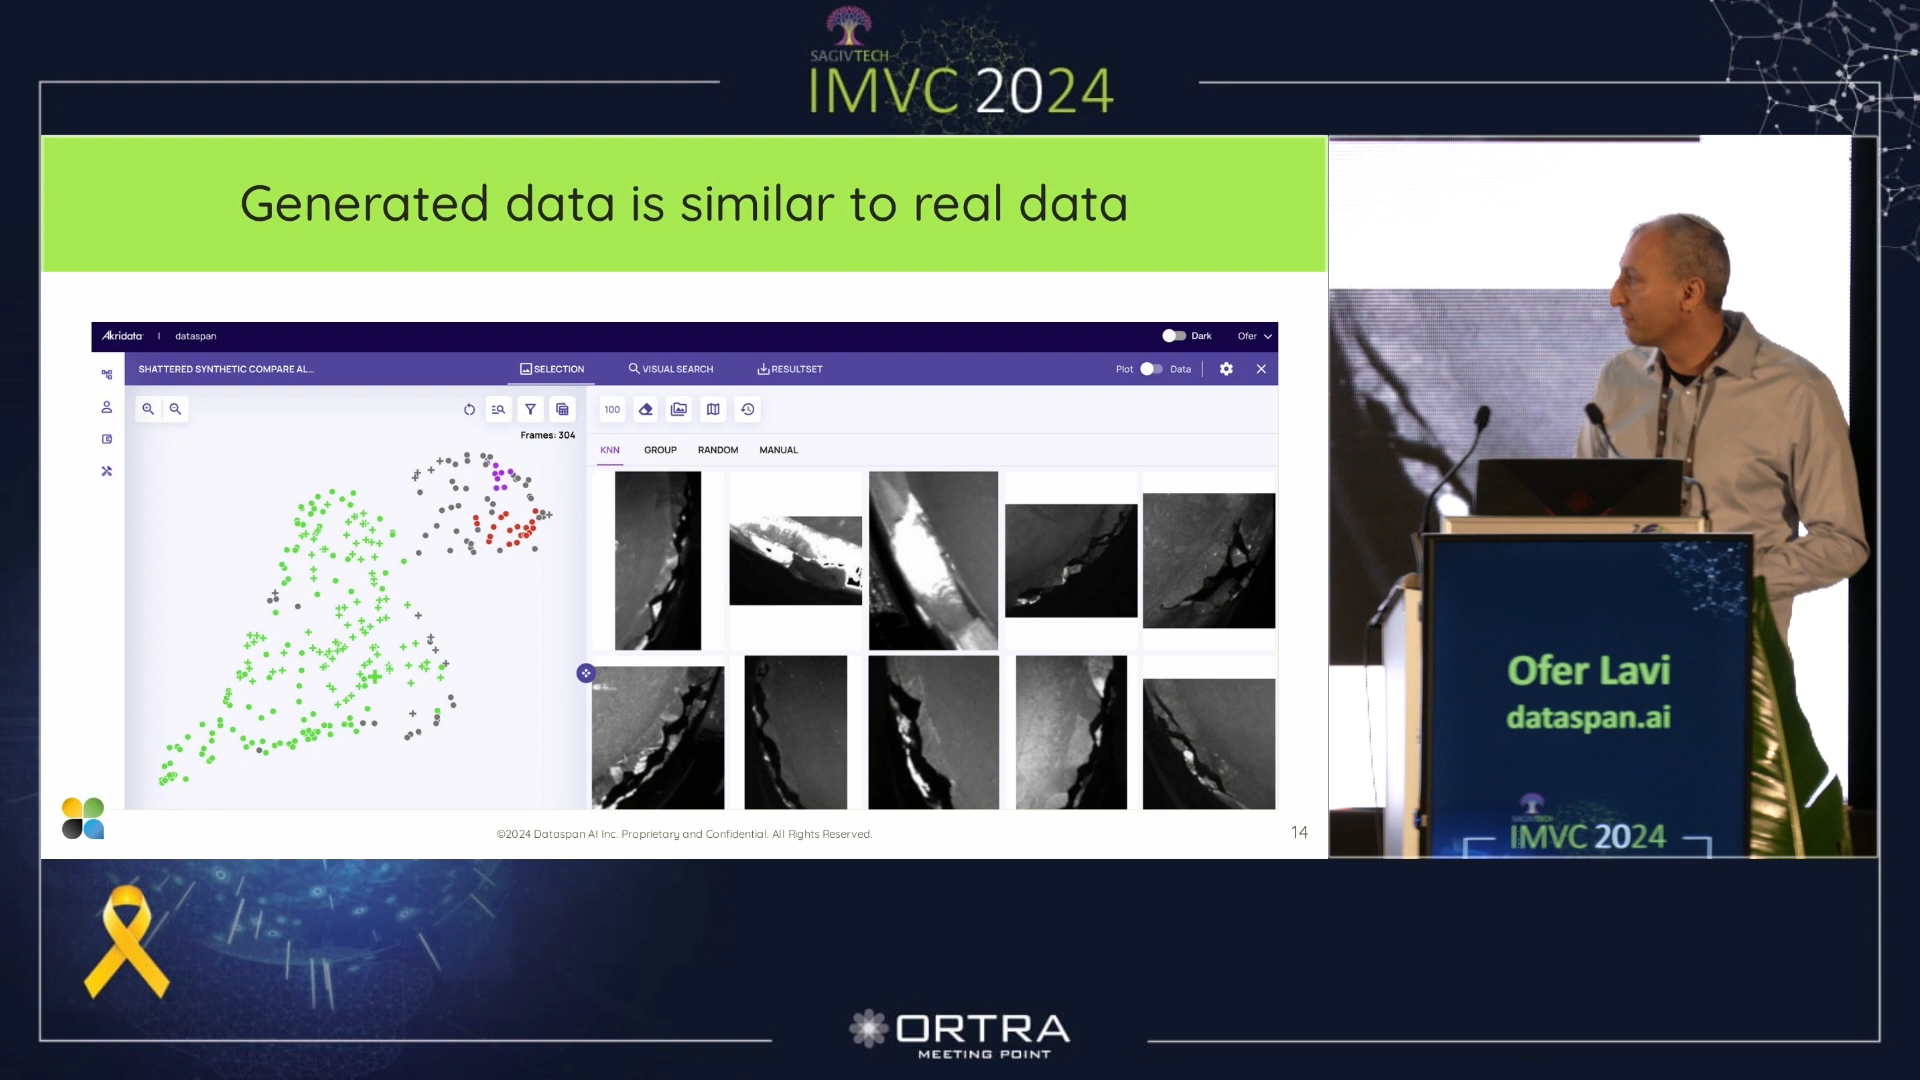 SAGIVTECH
IMVC 2024
Generated data is similar to real data
Akridata | dataspan
Dark
Ofer
SHATTERED SYNTHETIC COMPARE AL...
SELECTION
VISUAL SEARCH
RESULTSET
Plot
Data
100
Frames: 304
KNN
GROUP
RANDOM
MANUAL
©2024 Dataspan AI Inc. Proprietary and Confidential. All Rights Reserved.
14
Ofer Lavi
dataspan.ai
SAGIVTECH
IMVC 2024
ORTRA
MEETING POINT